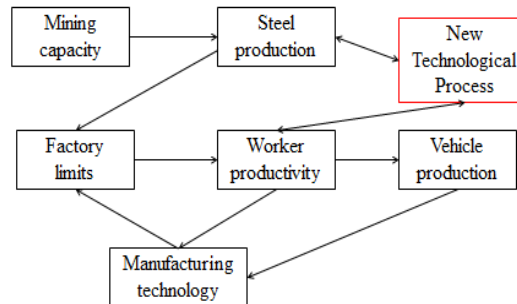 Mining
capacity
Steel
production
New
Technological
Process
Factory
limits
Worker
productivity
Vehicle
production
Manufacturing
technology